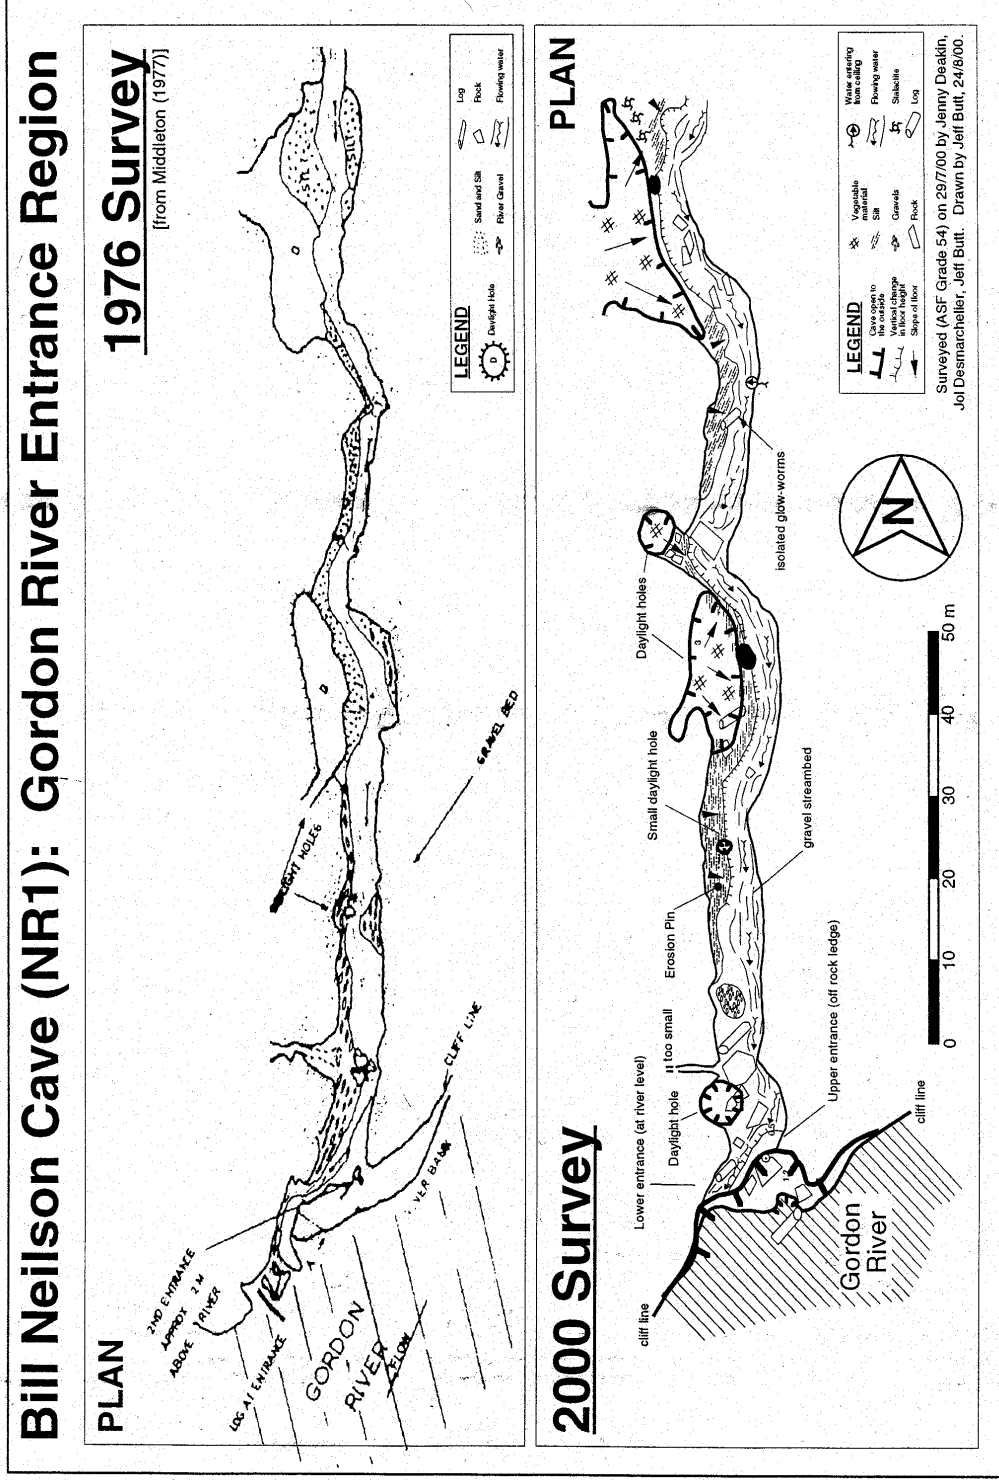 Bill Neilson Cave (NR1): Gordon River Entrance Region
1976 Survey
[from Middleton (1977)]
PLAN
2ND ENTRANCE
APPROX 2 M
ABOVE RIVER
LOG AT ENTRANCE
GORDON
RIVER
FLOW
A
CLIFF LINE
GRAVEL BED
D
D
SILT
LEGEND
D
Daylight Hole
Sand and Silt
River Gravel
Log
Rock
Flowing water
2000 Survey
PLAN
cliff line
Lower entrance (at river level)
Daylight hole
too small
Erosion Pin
Small daylight hole
Daylight holes
isolated glow-worms
gravel streambed
Upper entrance (off rock ledge)
cliff line
Gordon
River
3
0 10 20 30 40 50 m
N
LEGEND
Cave open to
the outside
Vertical change
in floor height
Slope of floor
Vegetable
material
Silt
Gravels
Rock
Water entering
from ceiling
Flowing water
Stalactite
Log
Surveyed (ASF Grade 54) on 29/7/00 by Jenny Deakin,
Jol Desmarchelier, Jeff Butt. Drawn by Jeff Butt, 24/8/00.